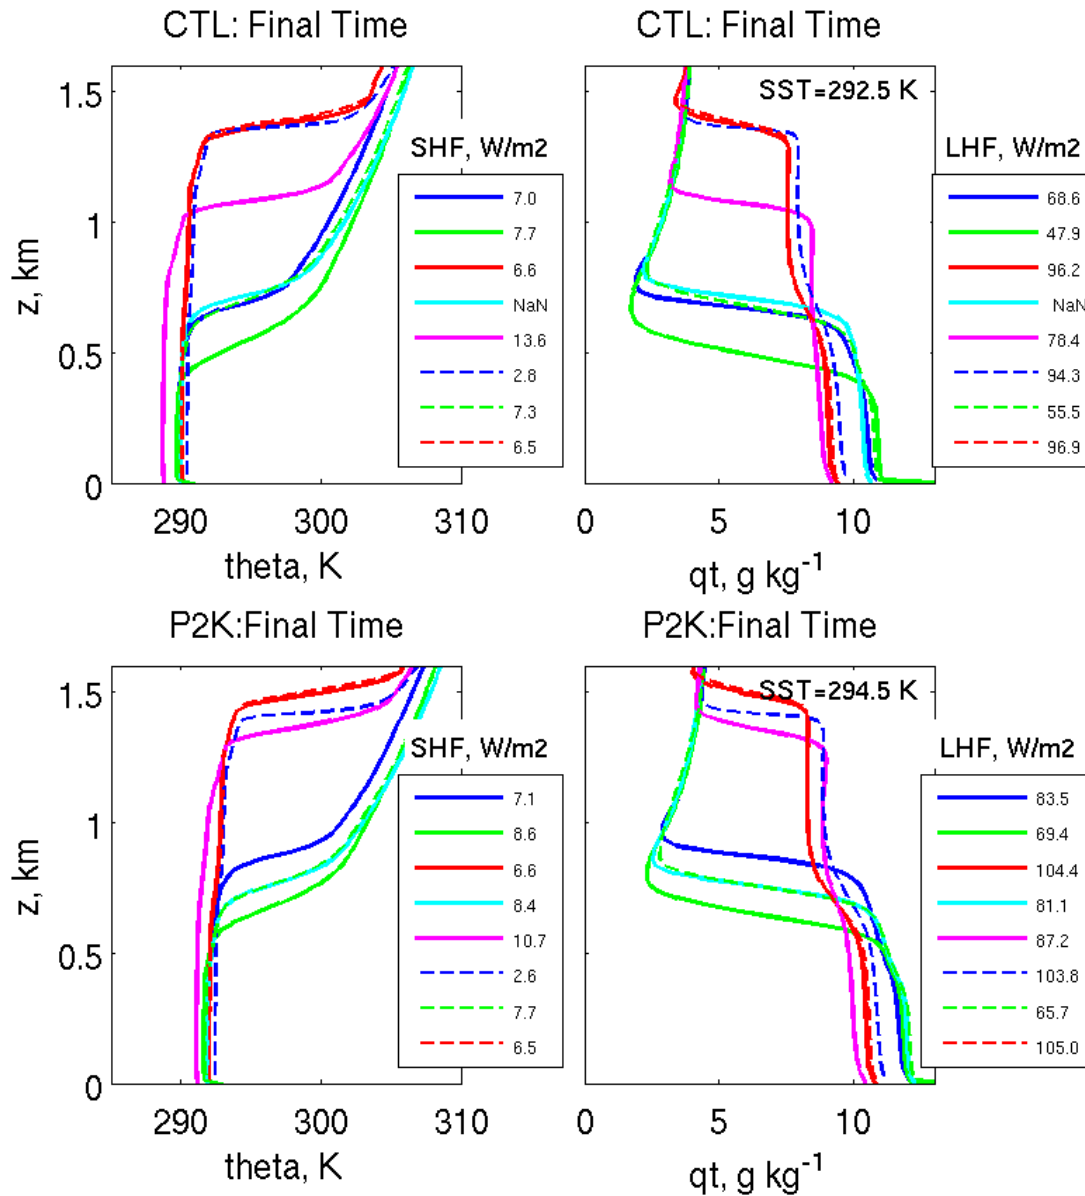 CTL: Final Time
1.5
1
0.5
0
z, km
SHF, W/m2
7.0
7.7
6.6
NaN
13.6
2.8
7.3
6.5
290 300 310
theta, K
CTL: Final Time
SST=292.5 K
LHF, W/m2
68.6
47.9
96.2
NaN
78.4
94.3
55.5
96.9
0 5 10
qt, g kg⁻¹
P2K:Final Time
1.5
1
0.5
0
z, km
SHF, W/m2
7.1
8.6
6.6
8.4
10.7
2.6
7.7
6.5
290 300 310
theta, K
P2K:Final Time
SST=294.5 K
LHF, W/m2
83.5
69.4
104.4
81.1
87.2
103.8
65.7
105.0
0 5 10
qt, g kg⁻¹